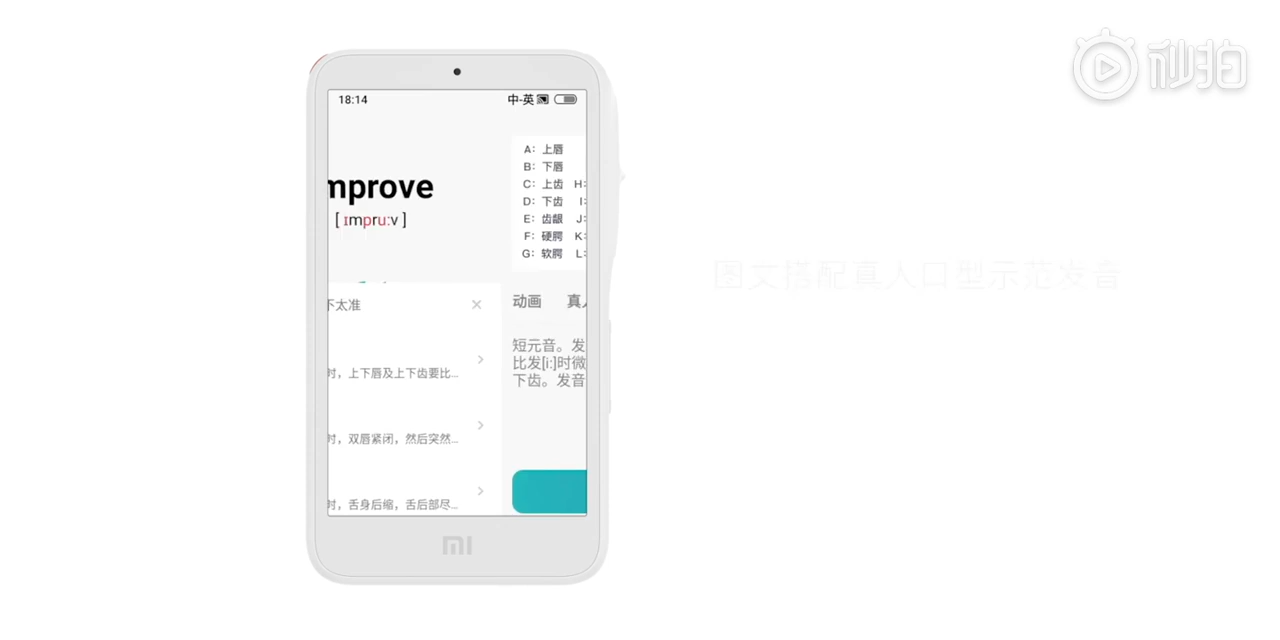 秒拍
18:14
中-英
mprove
[ ɪmpru:v ]
A: 上唇
B: 下唇
C: 上齿 H:
D: 下齿 I:
E: 齿龈 J:
F: 硬腭 K:
G: 软腭 L:
下太准
时，上下唇及上下齿要比...
时，双唇紧闭，然后突然...
时，舌身后缩，舌后部尽...
动画 真人
短元音。发
比发[i:]时微
下齿。发音
图文搭配真人口型示范发音
mi